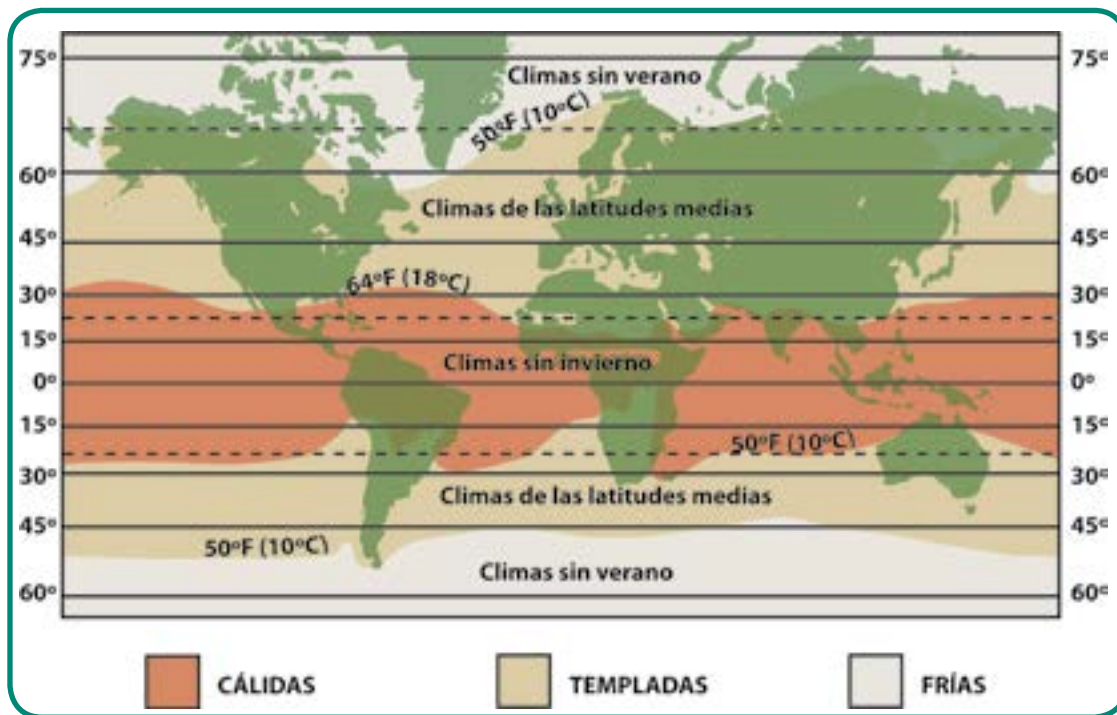 75º 75º
Climas sin verano
50ºF (10ºC)
60º 60º
Climas de las latitudes medias
45º 45º
64ºF (18ºC)
30º 30º
15º 15º
Climas sin invierno
0º 0º
15º 15º
50ºF (10ºC)
30º 30º
Climas de las latitudes medias
45º 45º
50ºF (10ºC)
Climas sin verano
60º 60º
CÁLIDAS TEMPLADAS FRÍAS